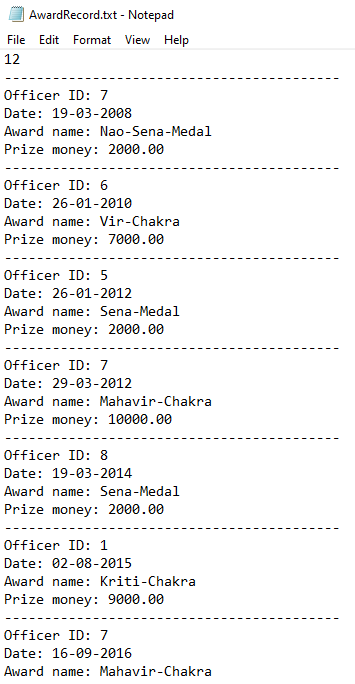 AwardRecord.txt - Notepad
File Edit Format View Help
12
------------------------------------------
Officer ID: 7
Date: 19-03-2008
Award name: Nao-Sena-Medal
Prize money: 2000.00
------------------------------------------
Officer ID: 6
Date: 26-01-2010
Award name: Vir-Chakra
Prize money: 7000.00
------------------------------------------
Officer ID: 5
Date: 26-01-2012
Award name: Sena-Medal
Prize money: 2000.00
------------------------------------------
Officer ID: 7
Date: 29-03-2012
Award name: Mahavir-Chakra
Prize money: 10000.00
------------------------------------------
Officer ID: 8
Date: 19-03-2014
Award name: Sena-Medal
Prize money: 2000.00
------------------------------------------
Officer ID: 1
Date: 02-08-2015
Award name: Kriti-Chakra
Prize money: 9000.00
------------------------------------------
Officer ID: 7
Date: 16-09-2016
Award name: Mahavir-Chakra